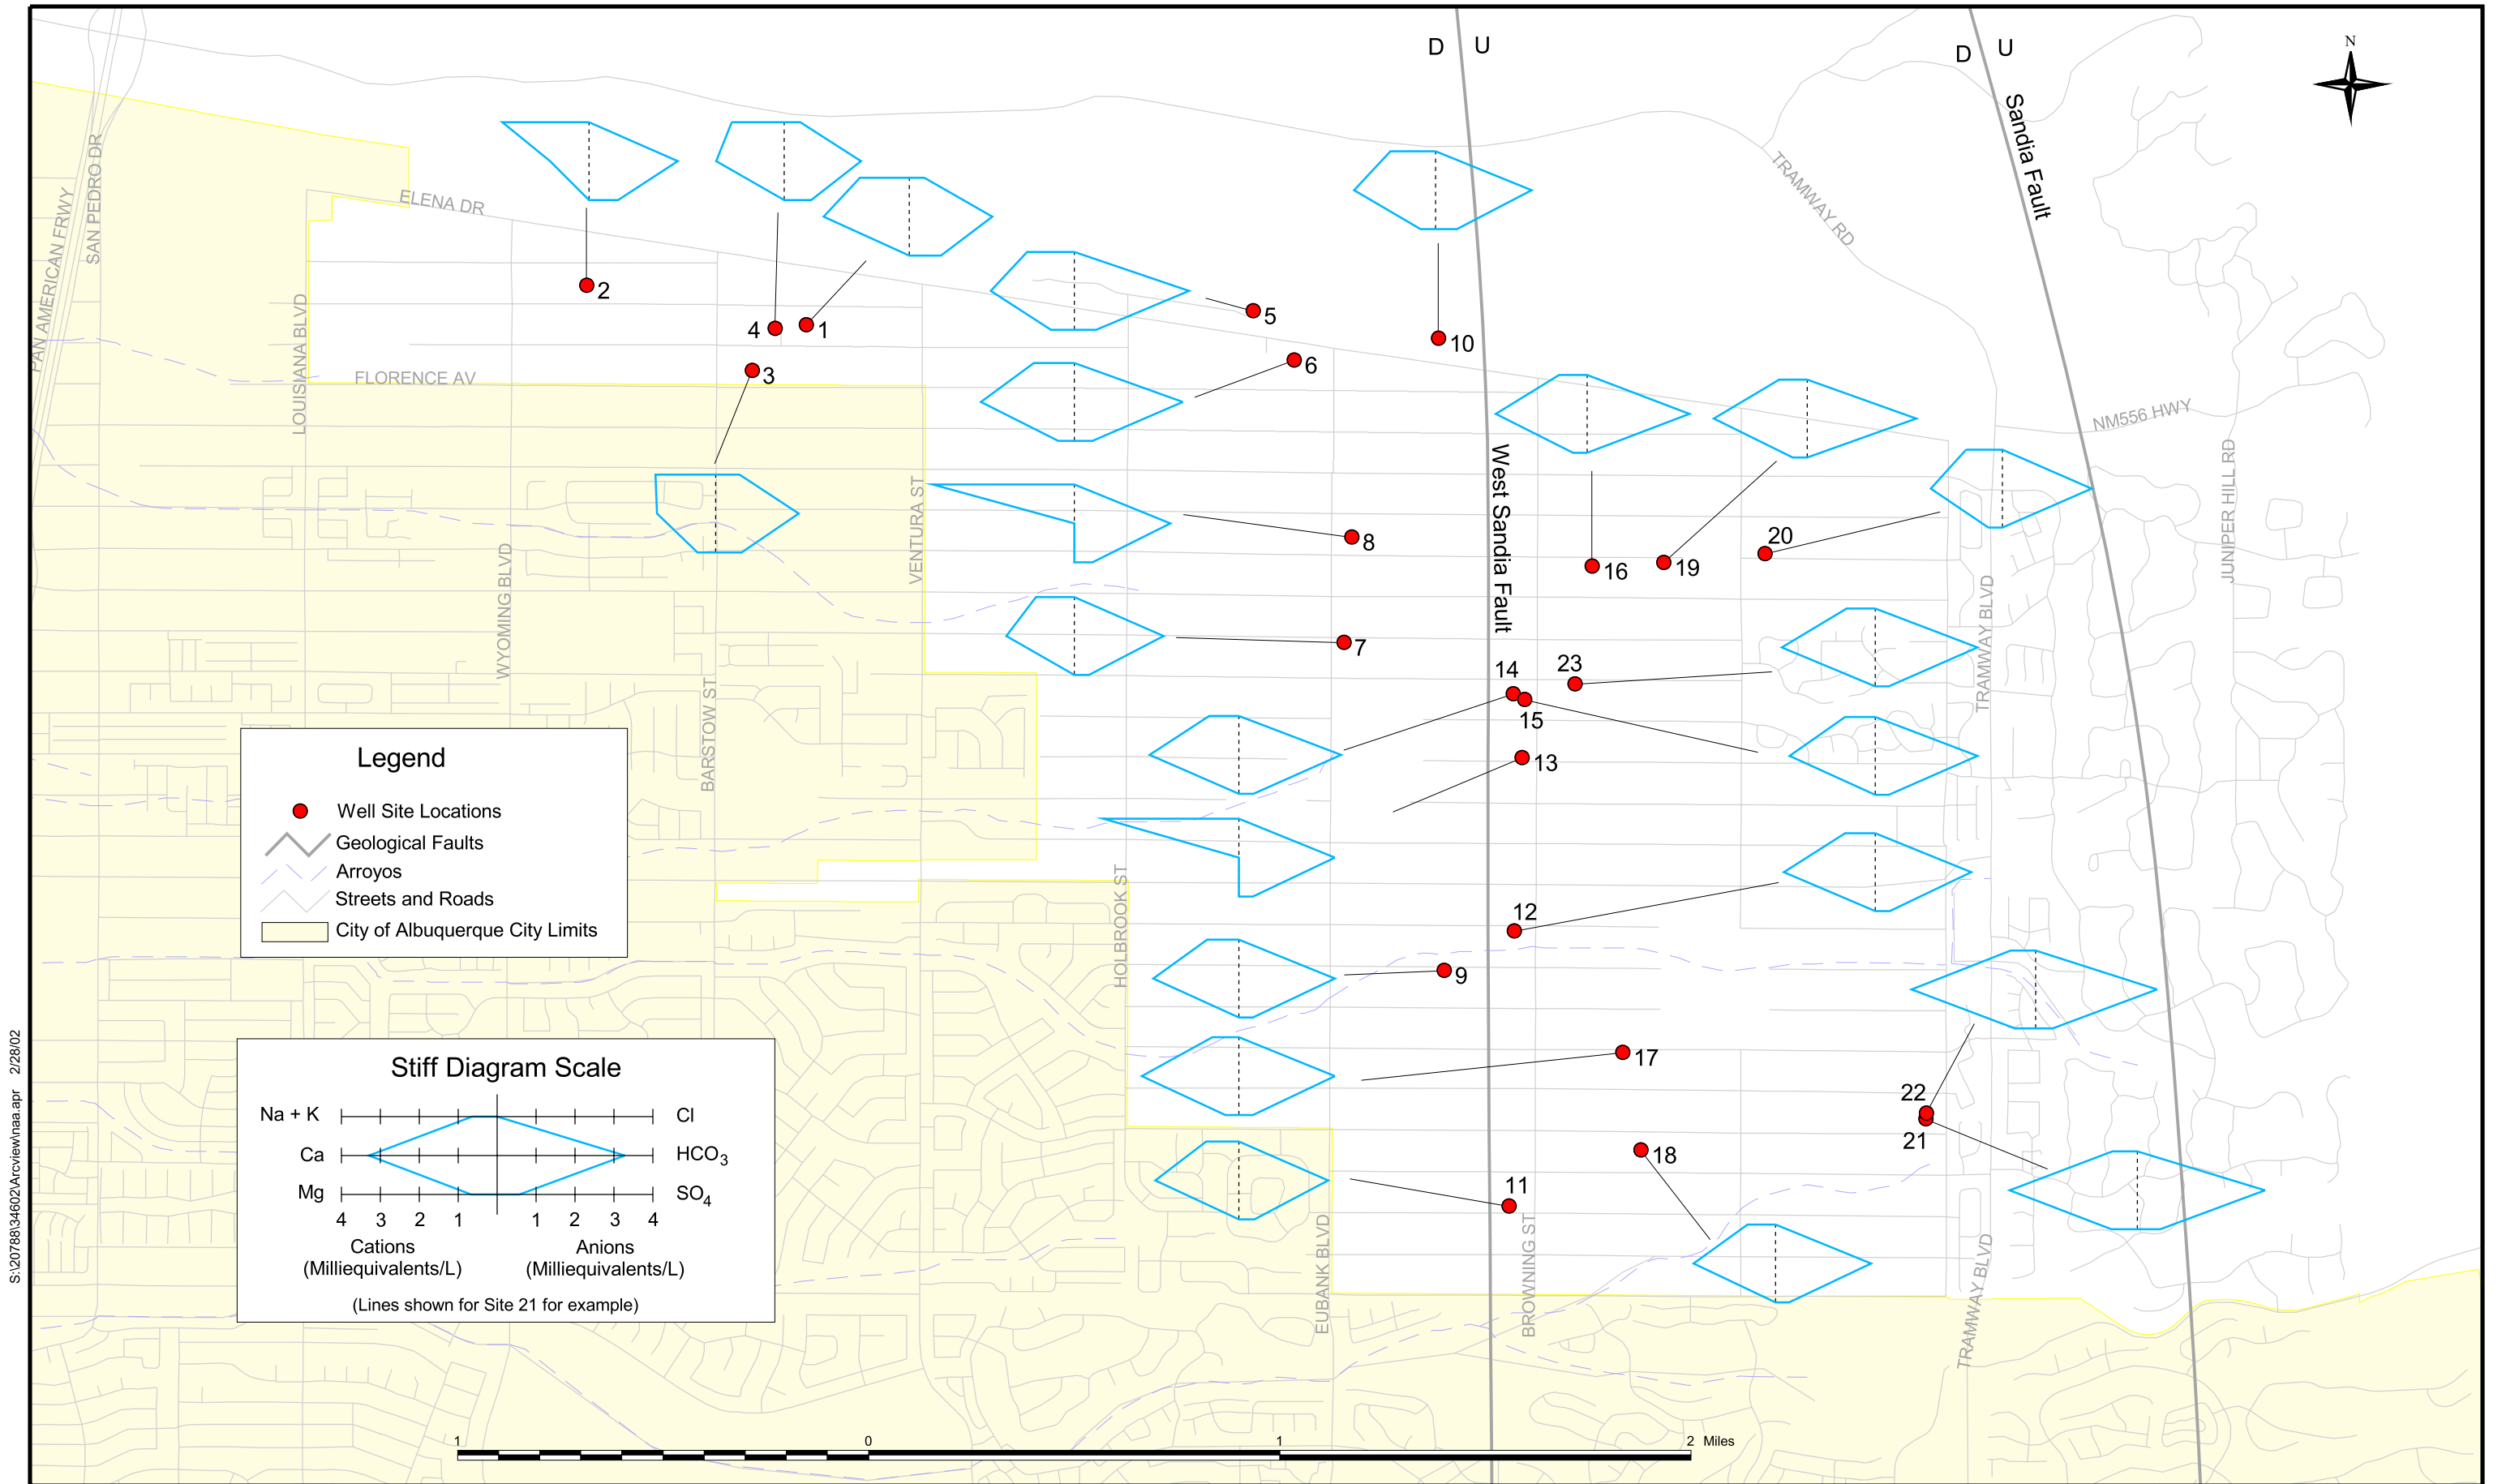 D U
D U
N
Sandia Fault
TRAMWAY RD
SAN PEDRO DR
PAN AMERICAN FRWY
ELENA DR
2
4
1
5
10
3
6
LOUISIANA BLVD
FLORENCE AV
NM556 HWY
JUNIPER HILL RD
West Sandia Fault
VENTURA ST
WYOMING BLVD
8
16
19
20
7
14
23
15
13
TRAMWAY BLVD
BARSTOW ST
Legend
Well Site Locations
Geological Faults
Arroyos
Streets and Roads
City of Albuquerque City Limits
HOLBROOK ST
12
9
17
22
21
18
11
EUBANK BLVD
BROWNING ST
TRAMWAY BLVD
Stiff Diagram Scale
Na + K Cl
Ca HCO3
Mg SO4
4 3 2 1 1 2 3 4
Cations Anions
(Milliequivalents/L) (Milliequivalents/L)
(Lines shown for Site 21 for example)
1 0 1 2 Miles
S:\20788\34602\Arcview\naa.apr 2/28/02